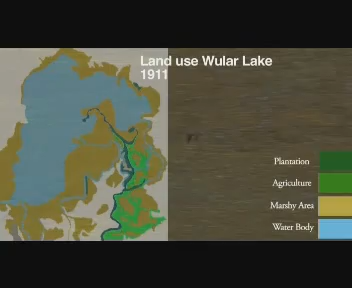 Land use Wular Lake
1911
Plantation
Agriculture
Marshy Area
Water Body